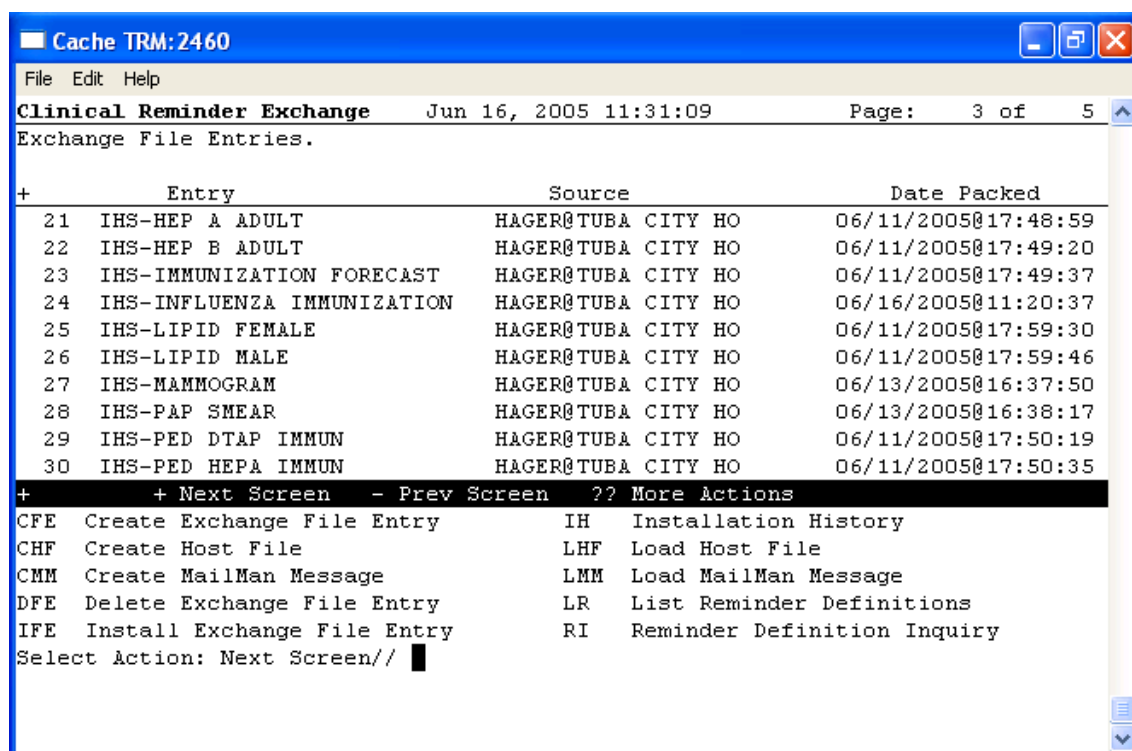 Cache TRM:2460
File Edit Help
Clinical Reminder Exchange Jun 16, 2005 11:31:09 Page: 3 of 5
Exchange File Entries.
+ Entry Source Date Packed
21 IHS-HEP A ADULT HAGER@TUBA CITY HO 06/11/2005@17:48:59
22 IHS-HEP B ADULT HAGER@TUBA CITY HO 06/11/2005@17:49:20
23 IHS-IMMUNIZATION FORECAST HAGER@TUBA CITY HO 06/11/2005@17:49:37
24 IHS-INFLUENZA IMMUNIZATION HAGER@TUBA CITY HO 06/16/2005@11:20:37
25 IHS-LIPID FEMALE HAGER@TUBA CITY HO 06/11/2005@17:59:30
26 IHS-LIPID MALE HAGER@TUBA CITY HO 06/11/2005@17:59:46
27 IHS-MAMMOGRAM HAGER@TUBA CITY HO 06/13/2005@16:37:50
28 IHS-PAP SMEAR HAGER@TUBA CITY HO 06/13/2005@16:38:17
29 IHS-PED DTAP IMMUN HAGER@TUBA CITY HO 06/11/2005@17:50:19
30 IHS-PED HEPA IMMUN HAGER@TUBA CITY HO 06/11/2005@17:50:35
+ + Next Screen - Prev Screen ?? More Actions
CFE Create Exchange File Entry IH Installation History
CHF Create Host File LHF Load Host File
CMM Create MailMan Message LMM Load MailMan Message
DFE Delete Exchange File Entry LR List Reminder Definitions
IFE Install Exchange File Entry RI Reminder Definition Inquiry
Select Action: Next Screen//